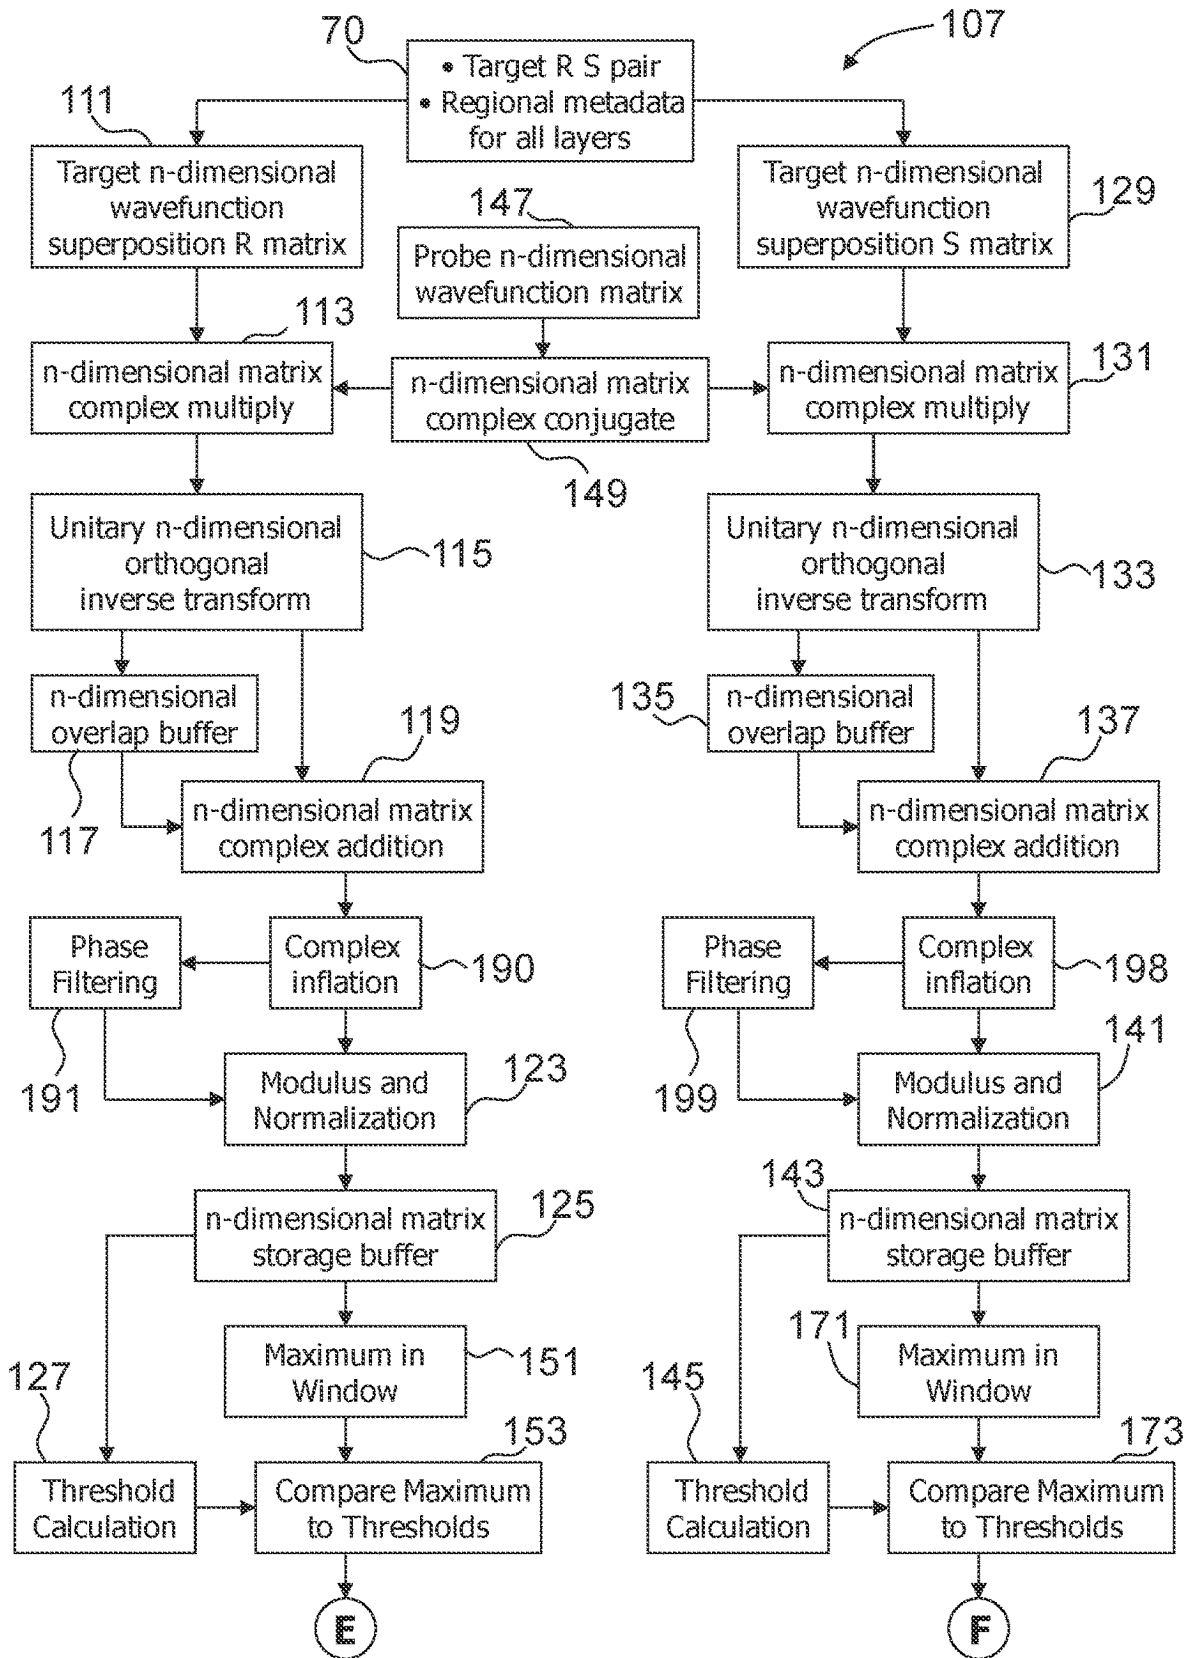 70
107
• Target R S pair
• Regional metadata
for all layers
111
Target n-dimensional
wavefunction
superposition R matrix
147
Probe n-dimensional
wavefunction matrix
Target n-dimensional
wavefunction
superposition S matrix
129
113
n-dimensional matrix
complex multiply
n-dimensional matrix
complex conjugate
149
n-dimensional matrix
complex multiply
131
Unitary n-dimensional
orthogonal
inverse transform
115
Unitary n-dimensional
orthogonal
inverse transform
133
n-dimensional
overlap buffer
117
119
n-dimensional matrix
complex addition
135
n-dimensional
overlap buffer
137
n-dimensional matrix
complex addition
Phase
Filtering
191
Complex
inflation
190
Phase
Filtering
199
Complex
inflation
198
Modulus and
Normalization
123
141
Modulus and
Normalization
n-dimensional matrix
storage buffer
125
143
n-dimensional matrix
storage buffer
Maximum in
Window
151
171
Maximum in
Window
127
Threshold
Calculation
153
Compare Maximum
to Thresholds
145
Threshold
Calculation
173
Compare Maximum
to Thresholds
E
F